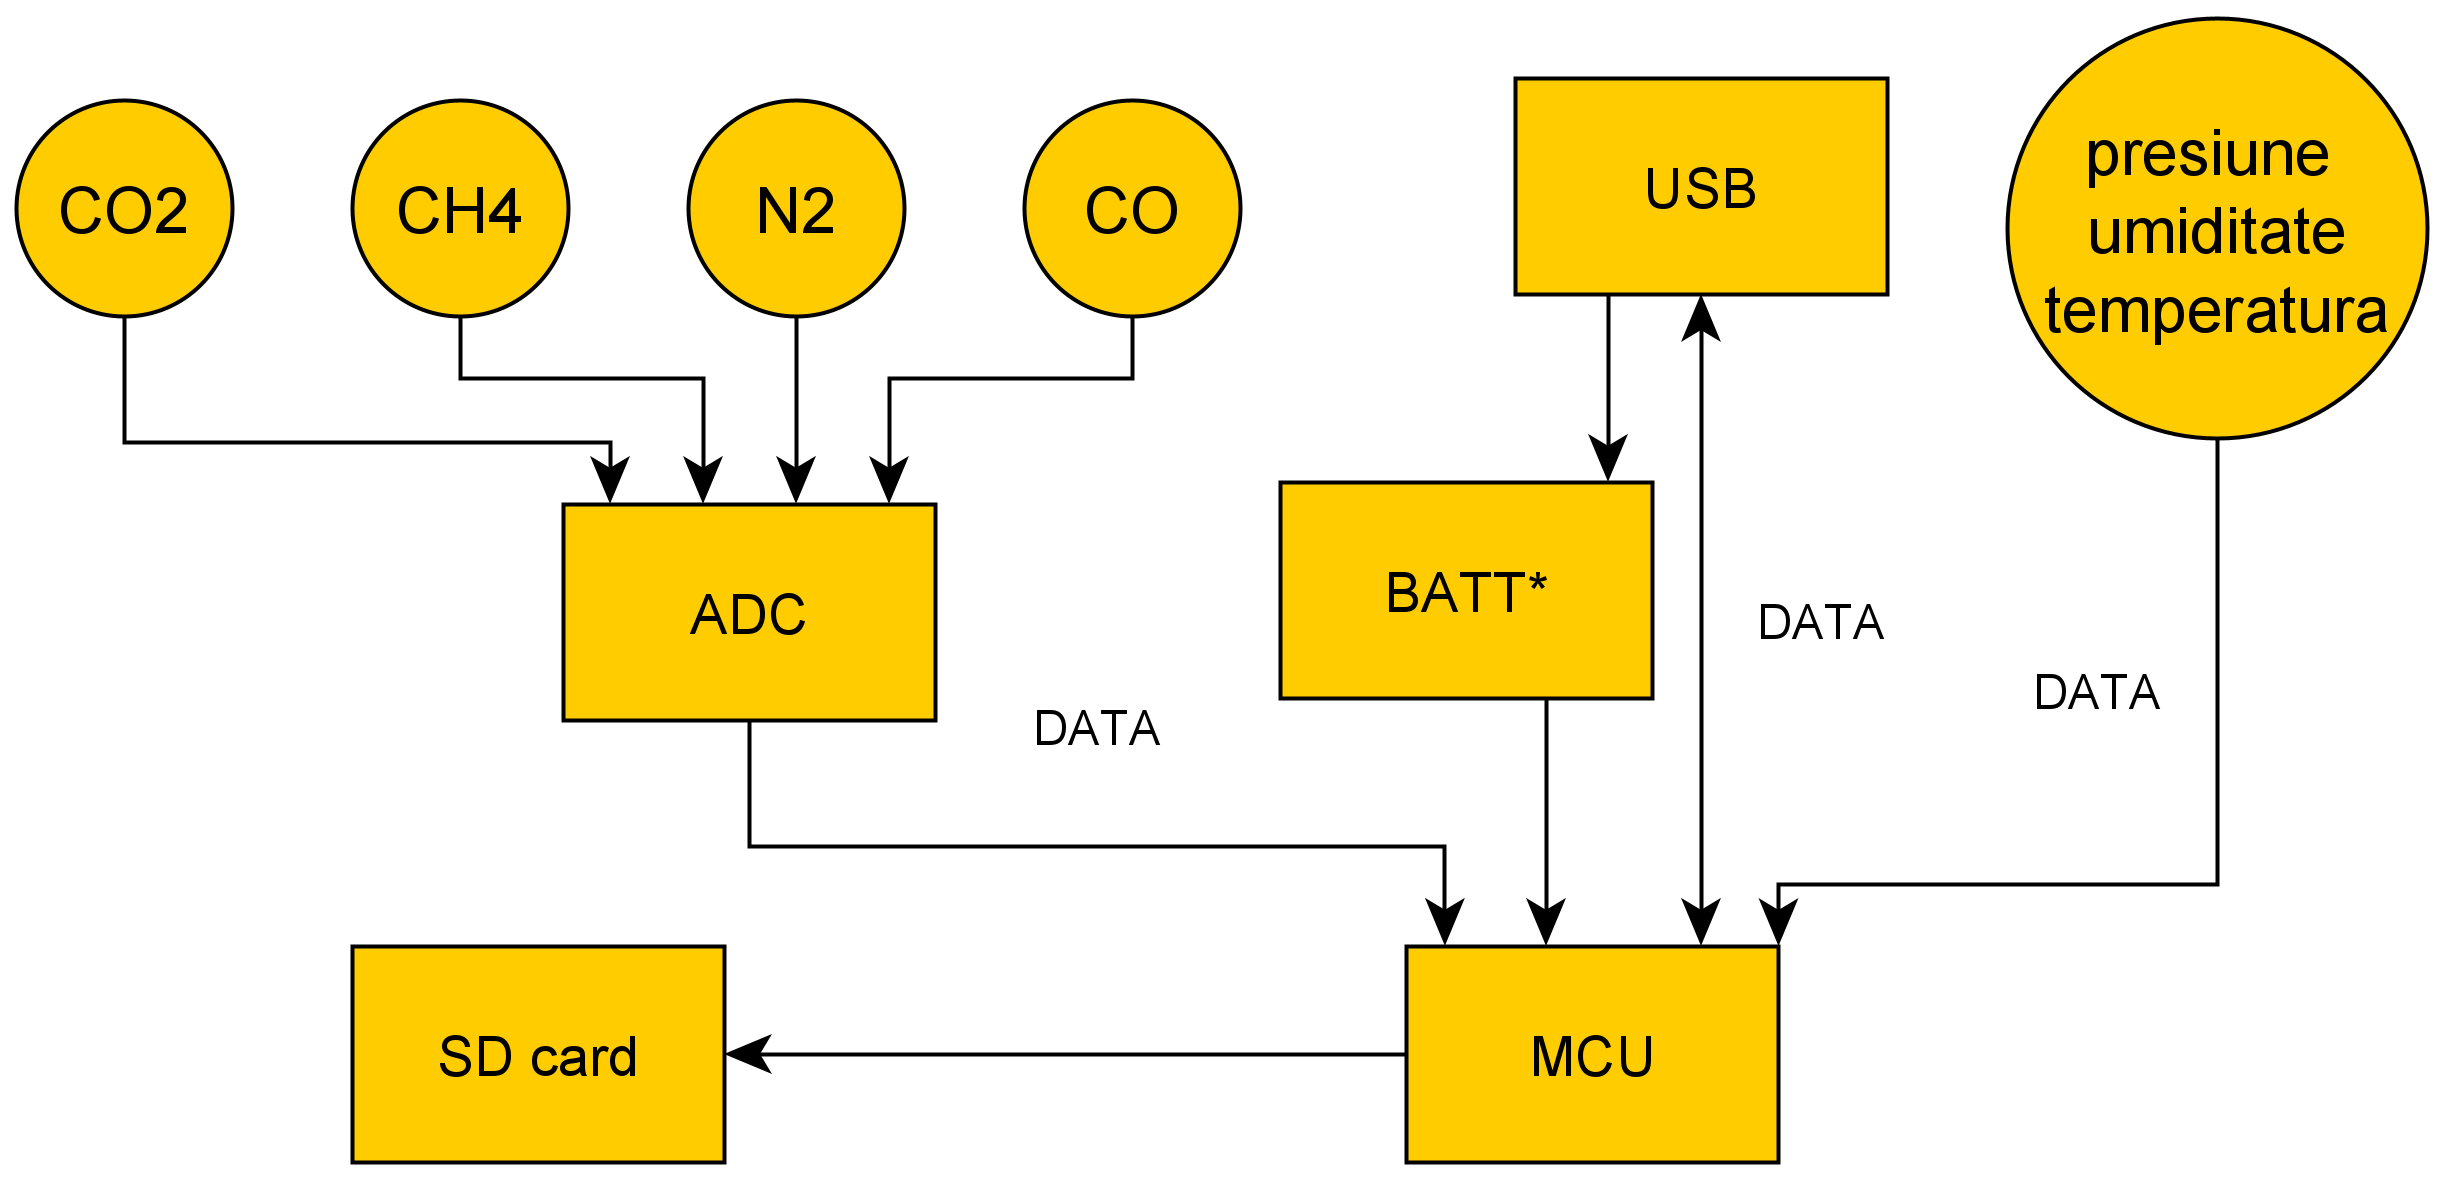 CO2
CH4
N2
CO
USB
presiune
umiditate
temperatura
ADC
BATT*
DATA
DATA
DATA
SD card
MCU